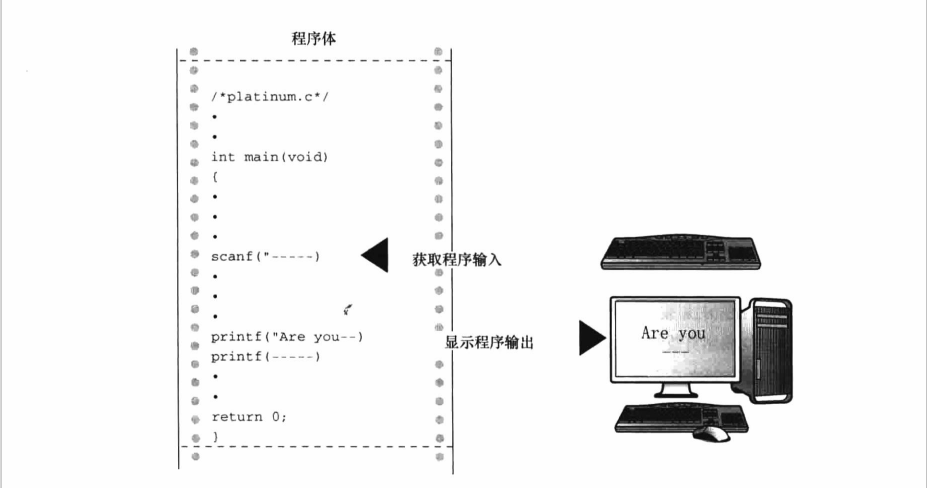 程序体
/*platinum.c*/
•
•
int main(void)
{
•
•
•
scanf("-----)
获取程序输入
•
•
•
printf("Are you--)
显示程序输出
Are you
---
printf(-----)
•
•
return 0;
}